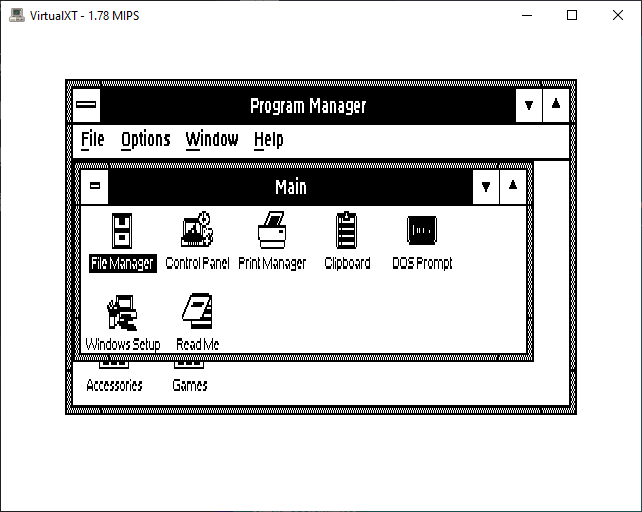 VirtualXT - 1.78 MIPS
Program Manager
File Options Window Help
Main
File Manager Control Panel Print Manager Clipboard DOS Prompt
Windows Setup Read Me
Accessories Games